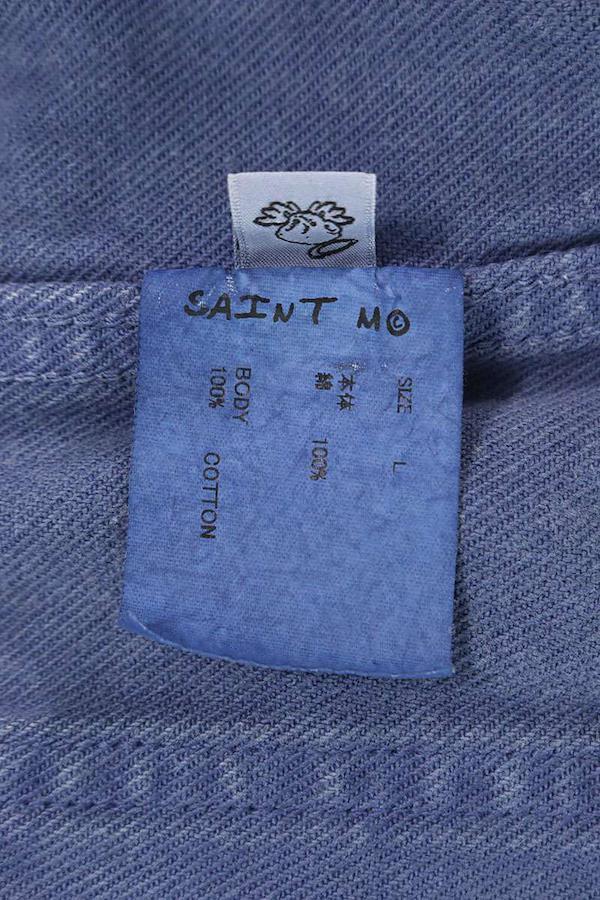 SAINT M©
SIZE L
本体
綿 100%
BODY
100% COTTON